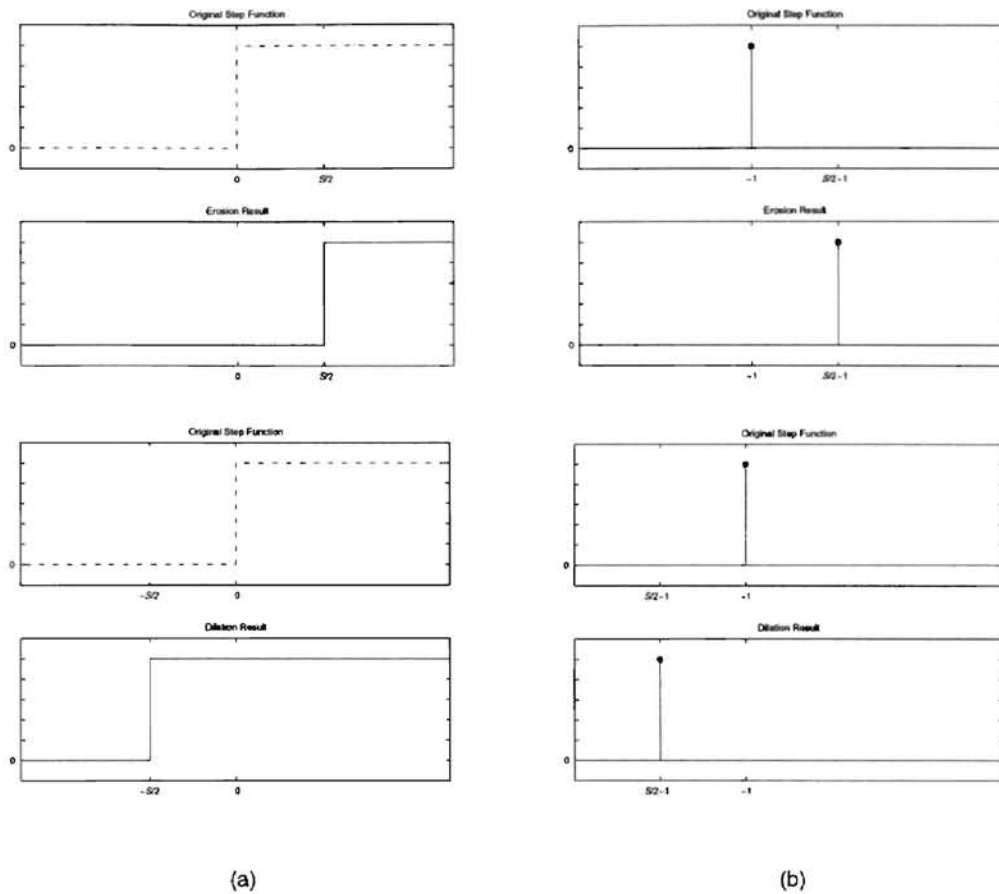 Original Step Function
0
0
S/2
Erosion Result
0
0
S/2
Original Step Function
0
-S/2
0
Dilation Result
0
-S/2
0
(a)
Original Step Function
0
-1
S/2-1
Erosion Result
0
-1
S/2-1
Original Step Function
0
S/2-1
-1
Dilation Result
0
S/2-1
-1
(b)